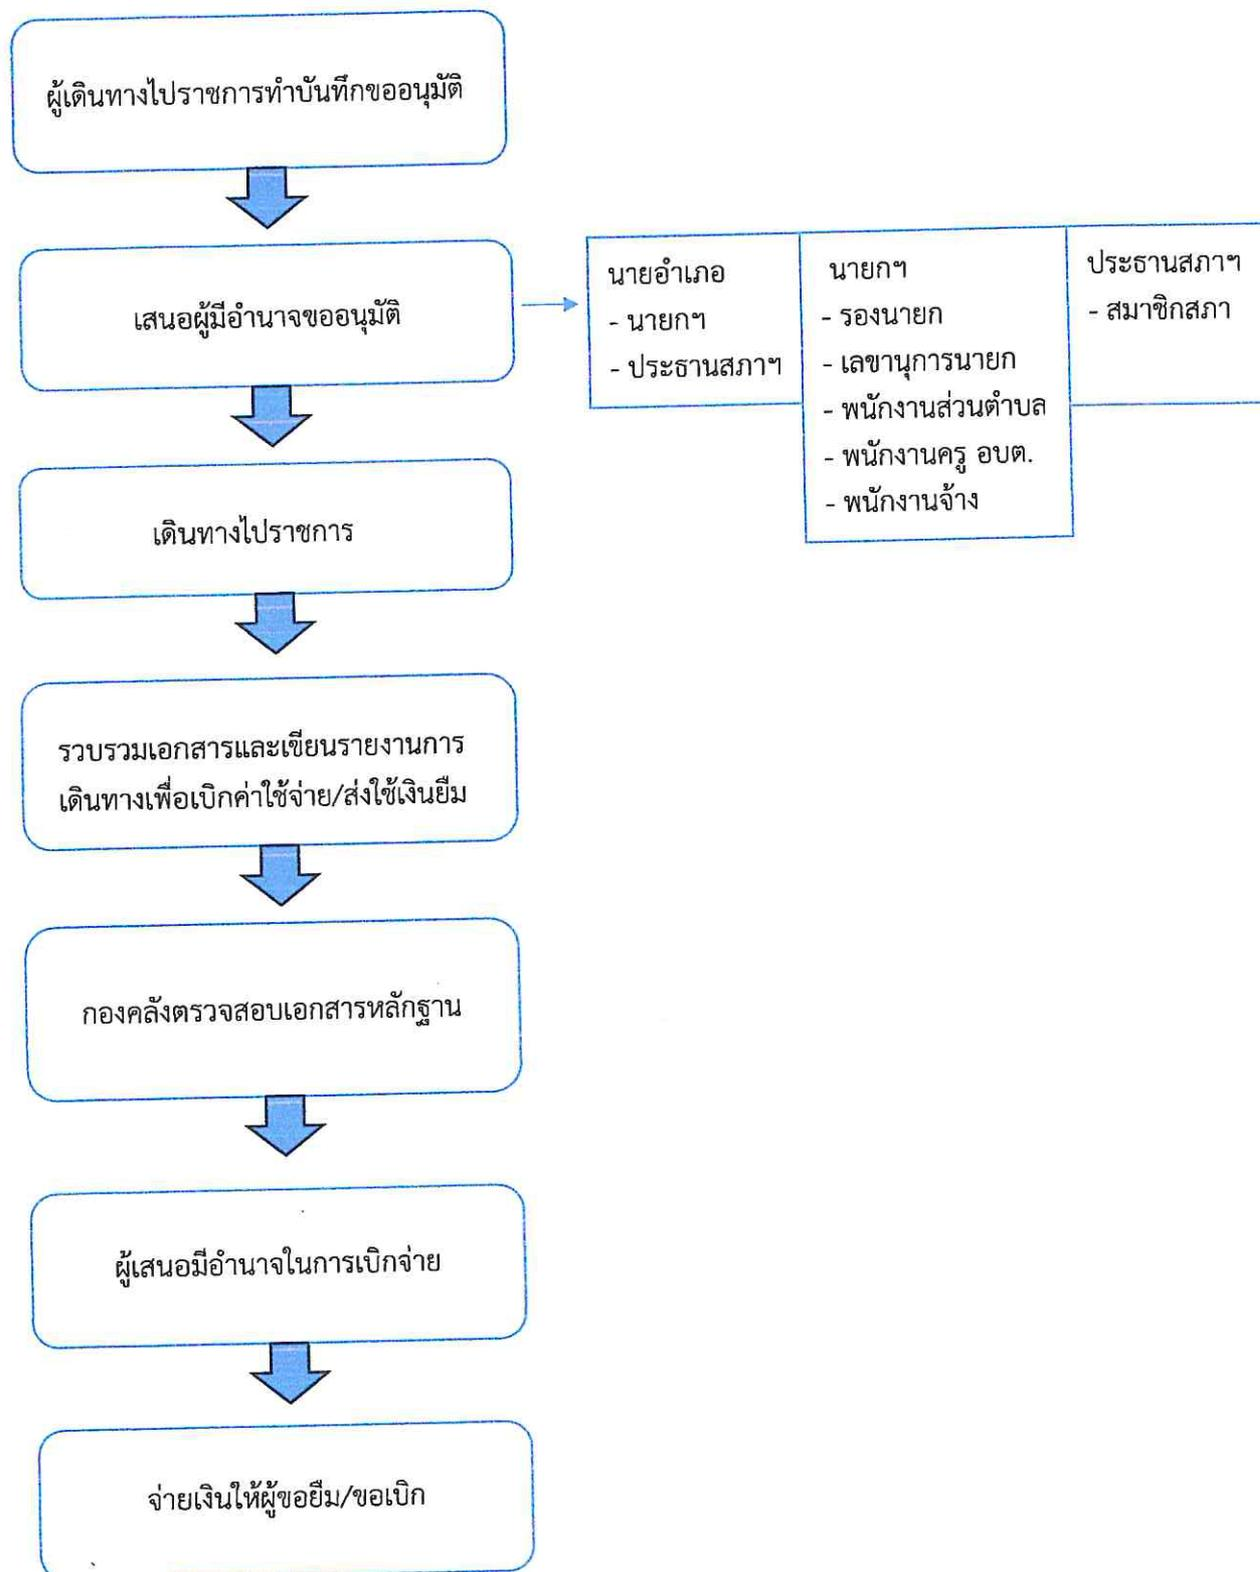 ผู้เดินทางไปราชการทำบันทึกขออนุมัติ
เสนอผู้มีอำนาจขออนุมัติ
นายอำเภอ
- นายกฯ
- ประธานสภาฯ
นายกฯ
- รองนายก
- เลขานุการนายก
- พนักงานส่วนตำบล
- พนักงานครู อบต.
- พนักงานจ้าง
ประธานสภาฯ
- สมาชิกสภา
เดินทางไปราชการ
รวบรวมเอกสารและเขียนรายงานการ
เดินทางเพื่อเบิกค่าใช้จ่าย/ส่งใช้เงินยืม
กองคลังตรวจสอบเอกสารหลักฐาน
ผู้เสนอมีอำนาจในการเบิกจ่าย
จ่ายเงินให้ผู้ขอยืม/ขอเบิก